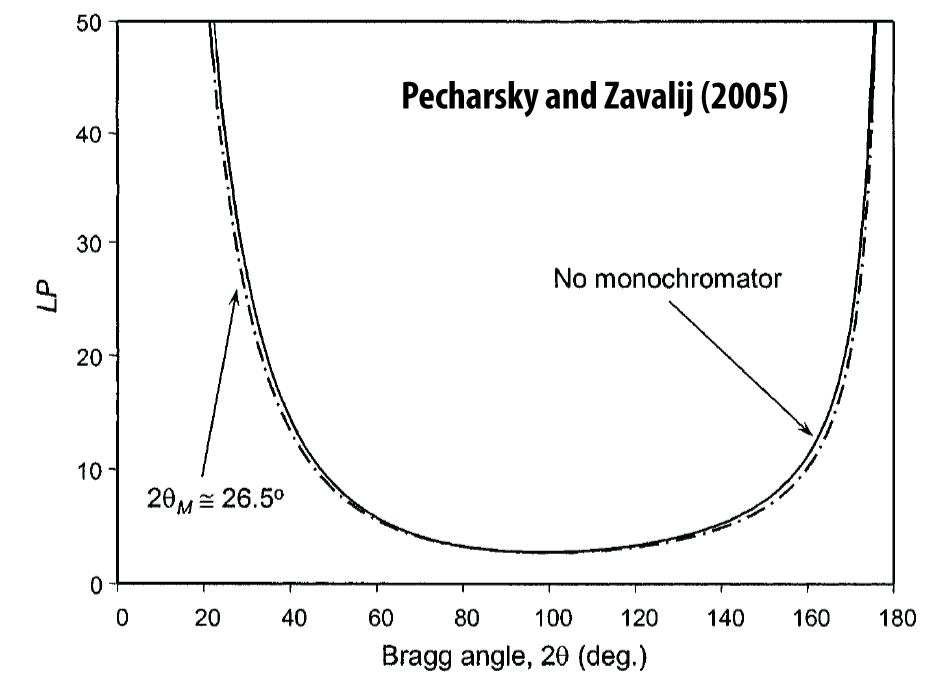 50
Pecharsky and Zavalij (2005)
40
30
No monochromator
LP
20
10
2θM ≅ 26.5º
0
0 20 40 60 80 100 120 140 160 180
Bragg angle, 2θ (deg.)